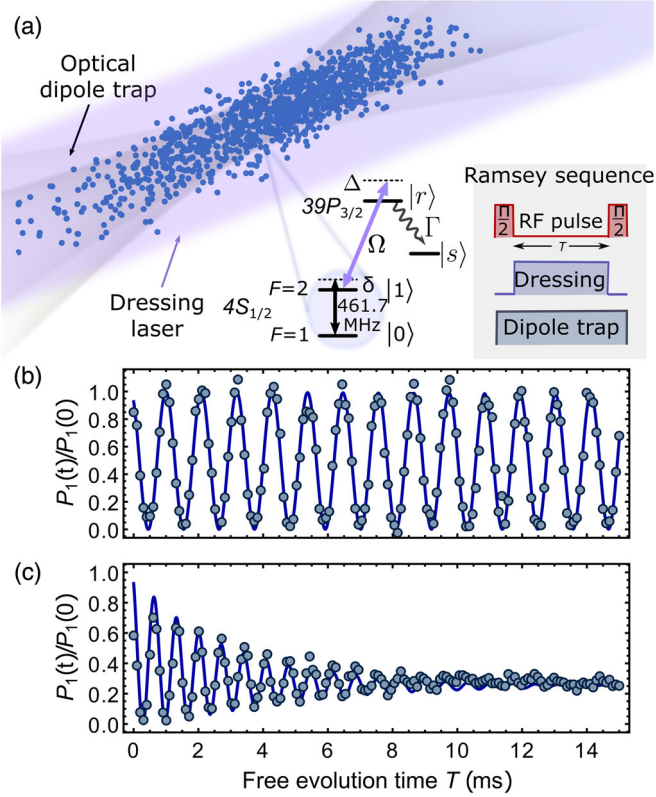 (a)
Optical
dipole trap
Dressing
laser
Δ
|r⟩
39P3/2
Γ
Ω
|s⟩
δ
F=2
|1⟩
4S1/2
461.7
MHz
F=1
|0⟩
Ramsey sequence
π/2
RF pulse
π/2
T
Dressing
Dipole trap
(b)
P1(t)/P1(0)
1.0
0.8
0.6
0.4
0.2
0.0
(c)
P1(t)/P1(0)
1.0
0.8
0.6
0.4
0.2
0.0
0 2 4 6 8 10 12 14
Free evolution time T (ms)